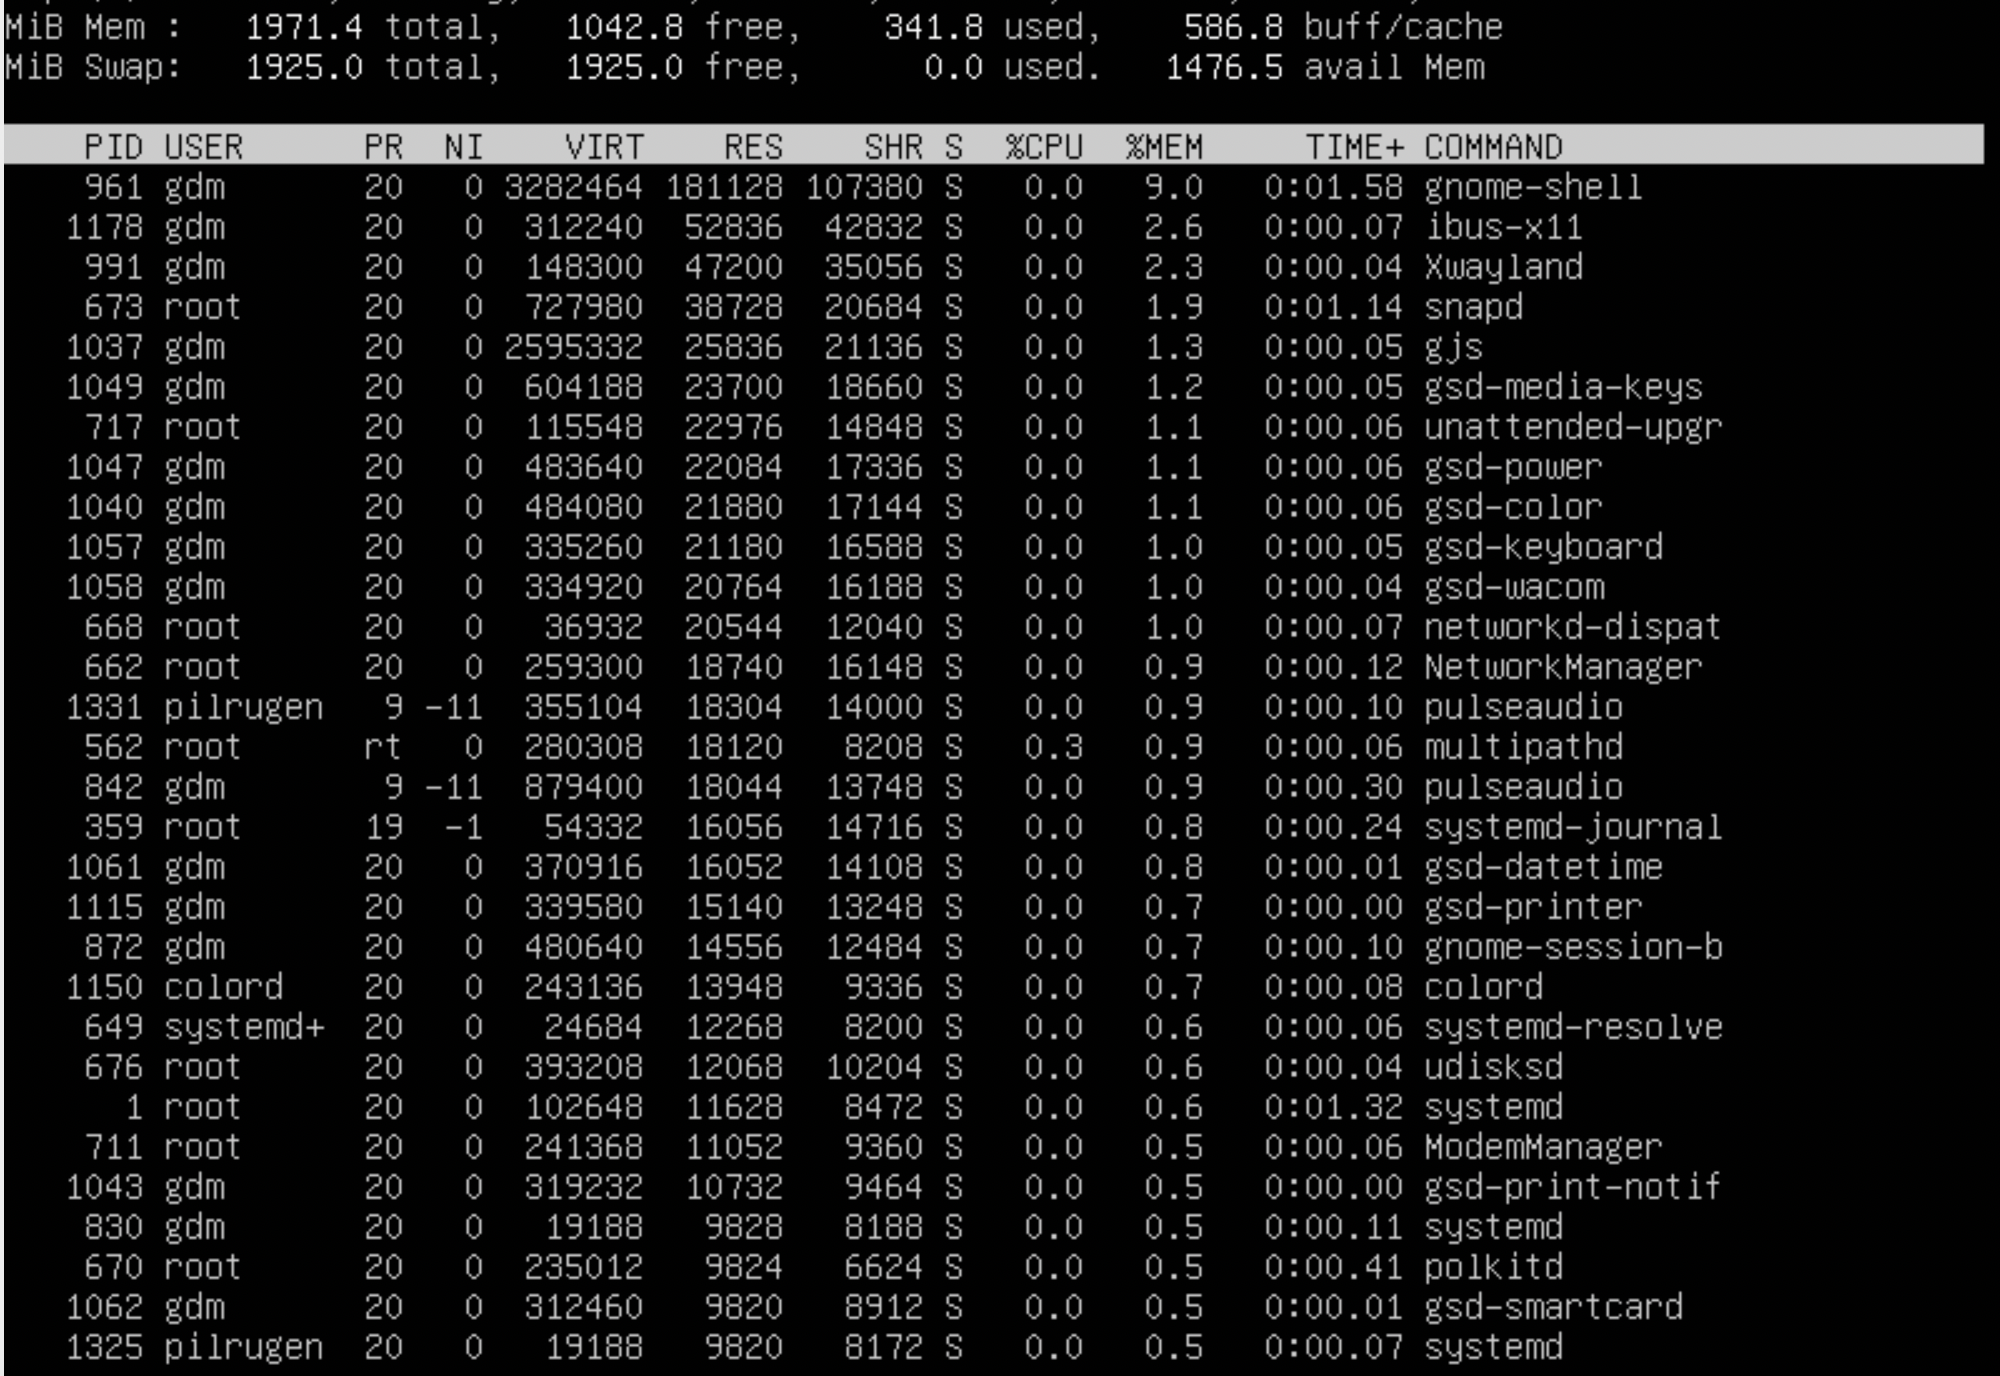 MiB Mem :   1971.4 total,   1042.8 free,    341.8 used,    586.8 buff/cache
MiB Swap:   1925.0 total,   1925.0 free,      0.0 used.   1476.5 avail Mem
    PID USER      PR  NI    VIRT    RES    SHR S  %CPU  %MEM     TIME+ COMMAND
    961 gdm       20   0 3282464 181128 107380 S   0.0   9.0   0:01.58 gnome-shell
   1178 gdm       20   0  312240  52836  42832 S   0.0   2.6   0:00.07 ibus-x11
    991 gdm       20   0  148300  47200  35056 S   0.0   2.3   0:00.04 Xwayland
    673 root      20   0  727980  38728  20684 S   0.0   1.9   0:01.14 snapd
   1037 gdm       20   0 2595332  25836  21136 S   0.0   1.3   0:00.05 gjs
   1049 gdm       20   0  604188  23700  18660 S   0.0   1.2   0:00.05 gsd-media-keys
    717 root      20   0  115548  22976  14848 S   0.0   1.1   0:00.06 unattended-upgr
   1047 gdm       20   0  483640  22084  17336 S   0.0   1.1   0:00.06 gsd-power
   1040 gdm       20   0  484080  21880  17144 S   0.0   1.1   0:00.06 gsd-color
   1057 gdm       20   0  335260  21180  16588 S   0.0   1.0   0:00.05 gsd-keyboard
   1058 gdm       20   0  334920  20764  16188 S   0.0   1.0   0:00.04 gsd-wacom
    668 root      20   0   36932  20544  12040 S   0.0   1.0   0:00.07 networkd-dispat
    662 root      20   0  259300  18740  16148 S   0.0   0.9   0:00.12 NetworkManager
   1331 pilrugen   9 -11  355104  18304  14000 S   0.0   0.9   0:00.10 pulseaudio
    562 root      rt   0  280308  18120   8208 S   0.3   0.9   0:00.06 multipathd
    842 gdm        9 -11  879400  18044  13748 S   0.0   0.9   0:00.30 pulseaudio
    359 root      19  -1   54332  16056  14716 S   0.0   0.8   0:00.24 systemd-journal
   1061 gdm       20   0  370916  16052  14108 S   0.0   0.8   0:00.01 gsd-datetime
   1115 gdm       20   0  339580  15140  13248 S   0.0   0.7   0:00.00 gsd-printer
    872 gdm       20   0  480640  14556  12484 S   0.0   0.7   0:00.10 gnome-session-b
   1150 colord    20   0  243136  13948   9336 S   0.0   0.7   0:00.08 colord
    649 systemd+  20   0   24684  12268   8200 S   0.0   0.6   0:00.06 systemd-resolve
    676 root      20   0  393208  12068  10204 S   0.0   0.6   0:00.04 udisksd
      1 root      20   0  102648  11628   8472 S   0.0   0.6   0:01.32 systemd
    711 root      20   0  241368  11052   9360 S   0.0   0.5   0:00.06 ModemManager
   1043 gdm       20   0  319232  10732   9464 S   0.0   0.5   0:00.00 gsd-print-notif
    830 gdm       20   0   19188   9828   8188 S   0.0   0.5   0:00.11 systemd
    670 root      20   0  235012   9824   6624 S   0.0   0.5   0:00.41 polkitd
   1062 gdm       20   0  312460   9820   8912 S   0.0   0.5   0:00.01 gsd-smartcard
   1325 pilrugen  20   0   19188   9820   8172 S   0.0   0.5   0:00.07 systemd